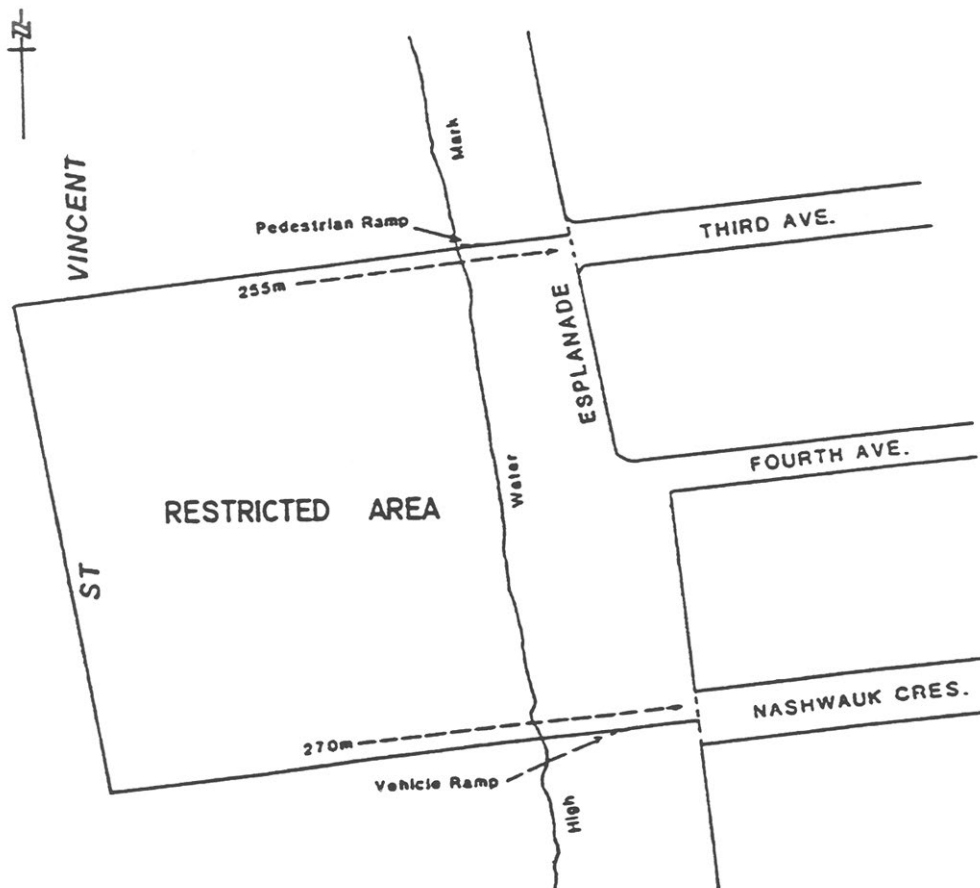 N
VINCENT
Pedestrian Ramp
Mark
THIRD AVE.
255m
ESPLANADE
FOURTH AVE.
RESTRICTED AREA
Water
ST
NASHWAUK CRES.
270m
Vehicle Ramp
High